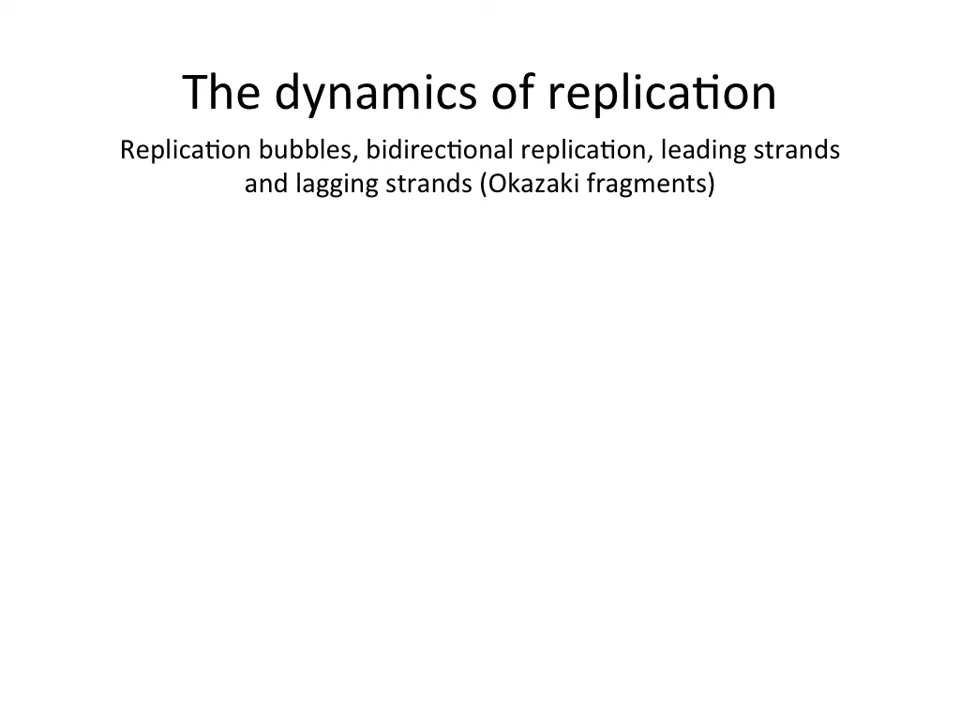 The dynamics of replication
Replication bubbles, bidirectional replication, leading strands
and lagging strands (Okazaki fragments)